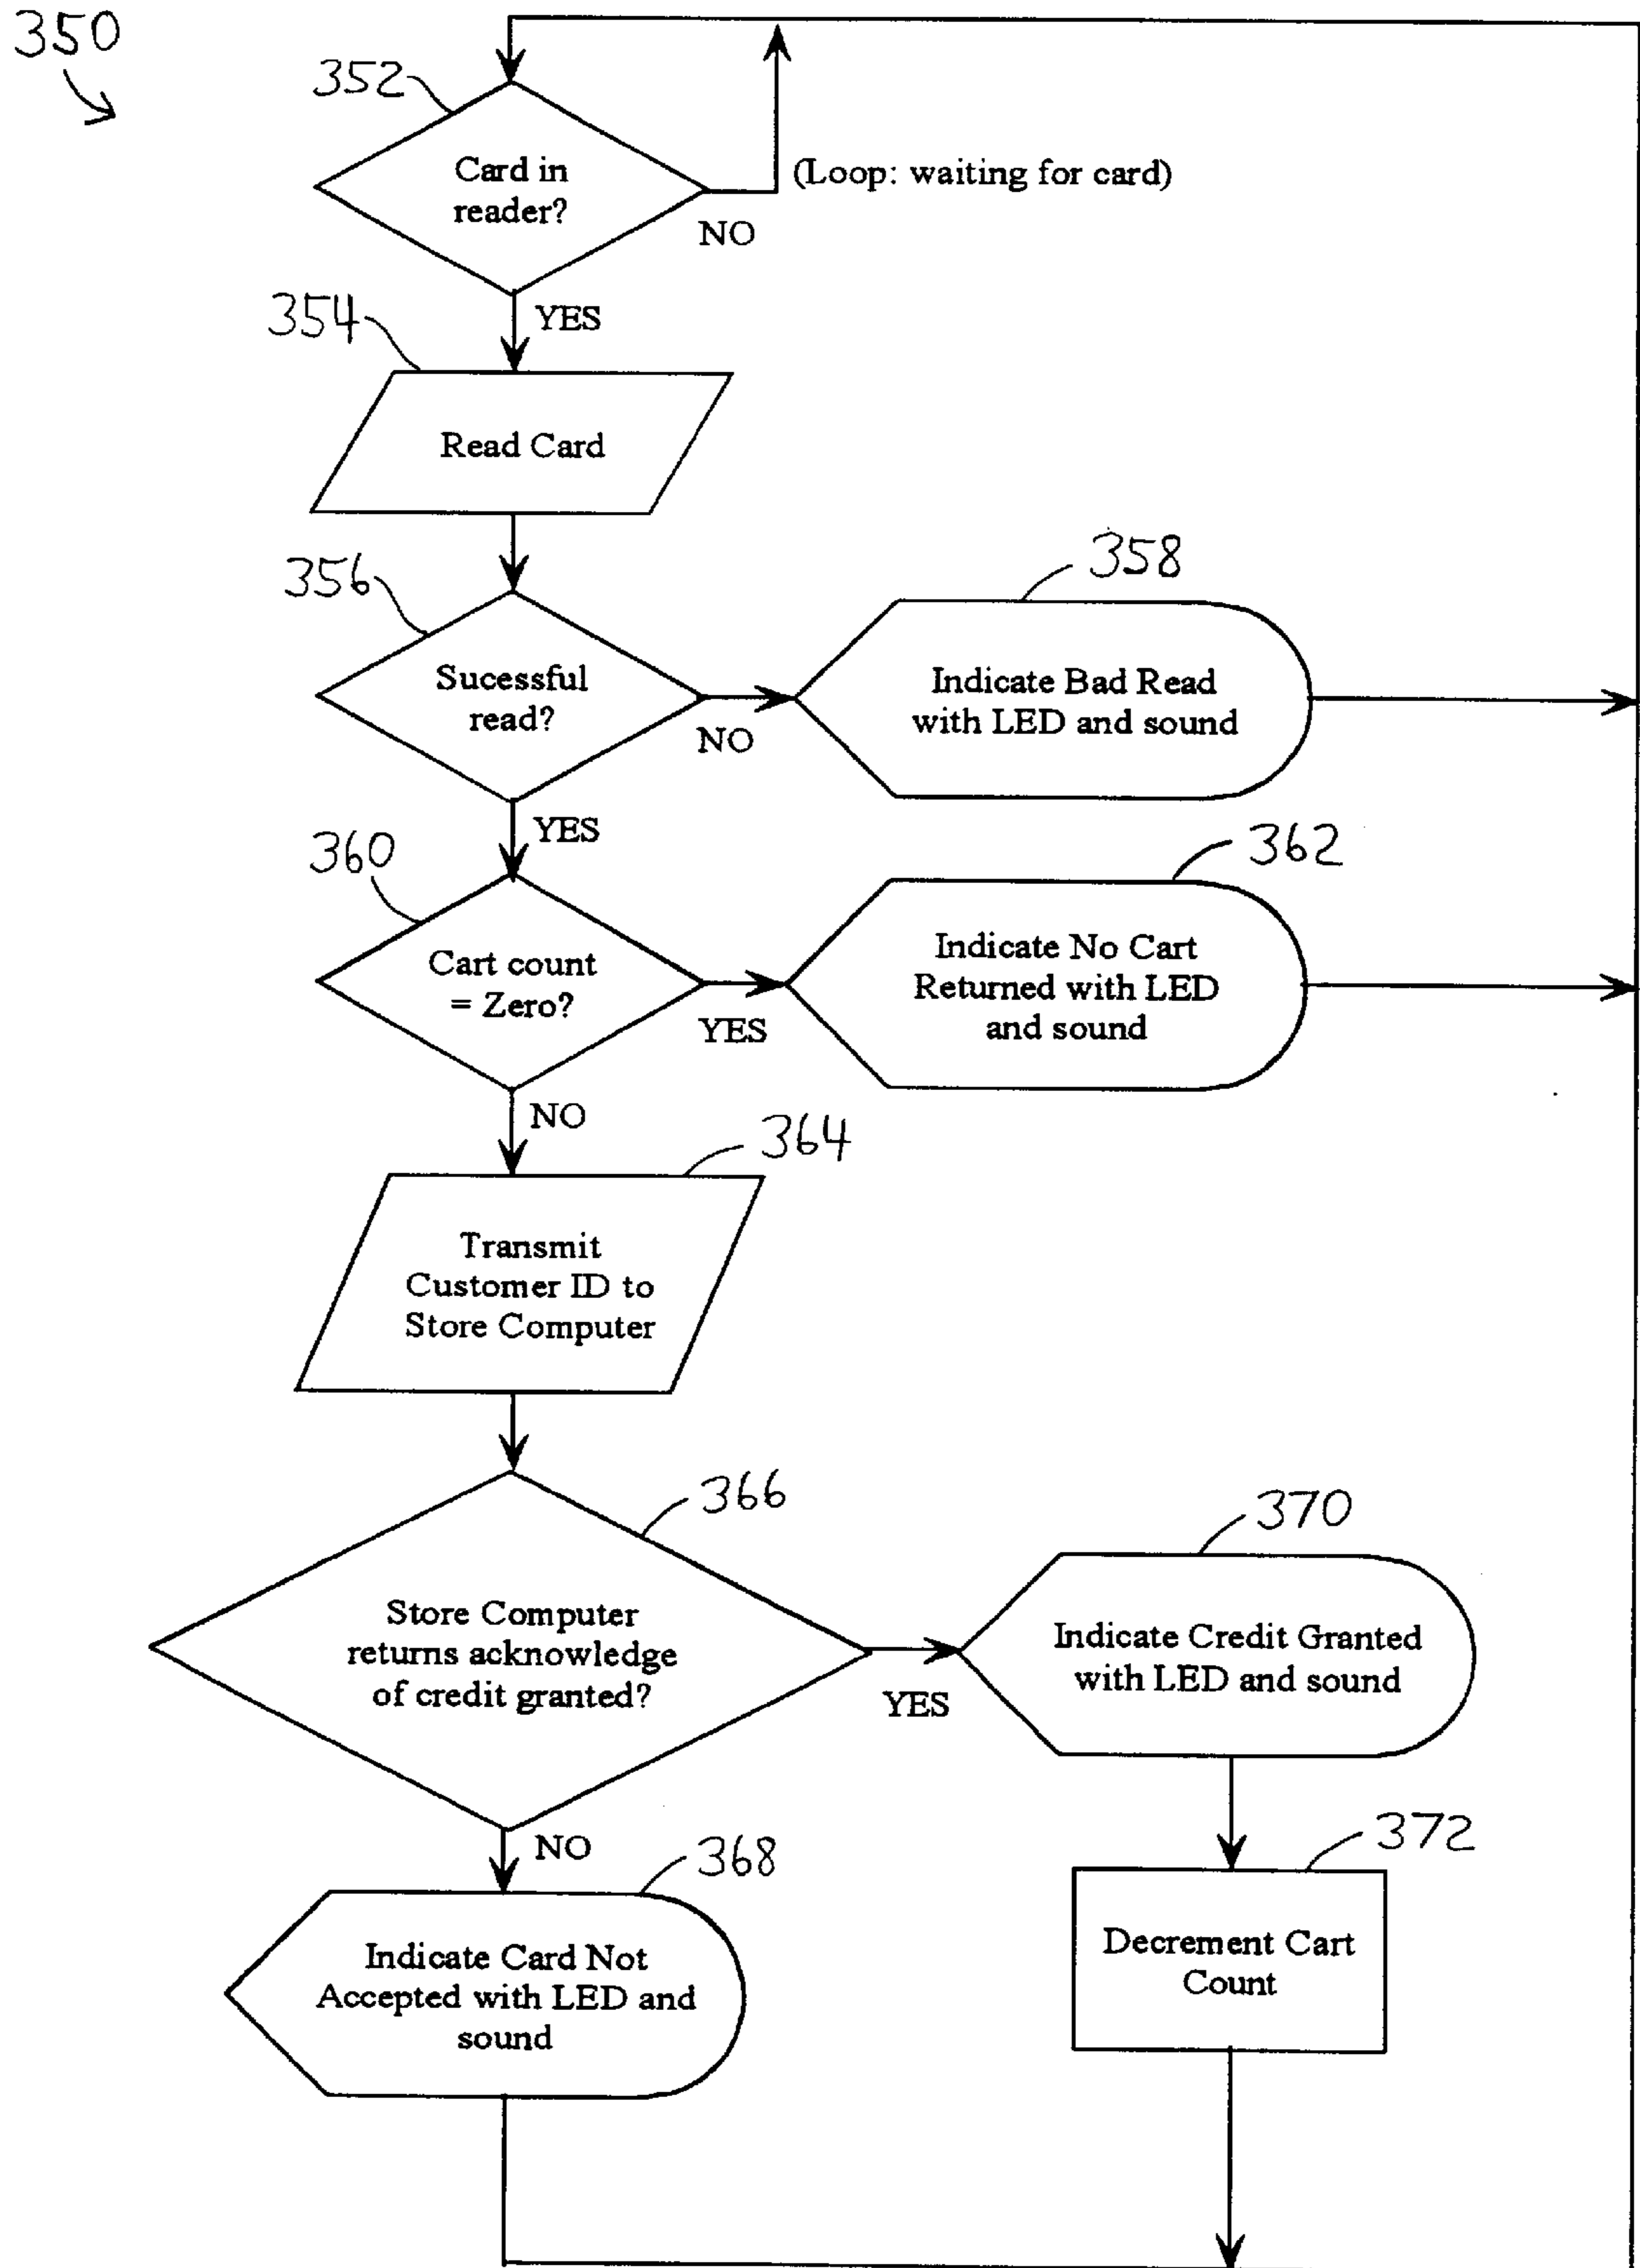 350
352
Card in
reader?
(Loop: waiting for card)
NO
YES
354
Read Card
356
Sucessful
read?
NO
358
Indicate Bad Read
with LED and sound
YES
360
Cart count
= Zero?
YES
362
Indicate No Cart
Returned with LED
and sound
NO
364
Transmit
Customer ID to
Store Computer
366
Store Computer
returns acknowledge
of credit granted?
YES
370
Indicate Credit Granted
with LED and sound
NO
368
Indicate Card Not
Accepted with LED and
sound
372
Decrement Cart
Count